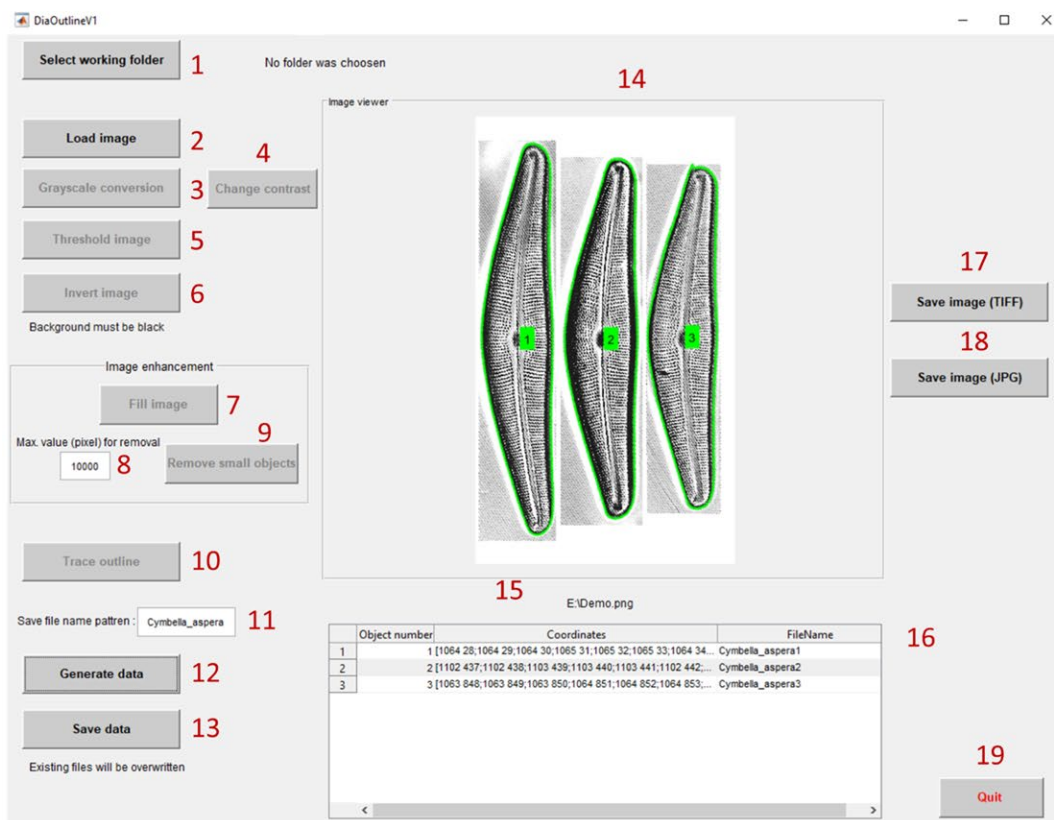 DiaOutlineV1
Select working folder 1 No folder was choosen
14
Image viewer
Load image 2
4
Grayscale conversion 3 Change contrast
Threshold image 5
Invert image 6
Background must be black
17
Save image (TIFF)
18
Save image (JPG)
1 2 3
Image enhancement
Fill image 7
9
Max. value (pixel) for removal
10000 8 Remove small objects
Trace outline 10
15
E:\Demo.png
Save file name pattren : Cymbella_aspera 11
16
Object number Coordinates FileName
1 1 [1064 28;1064 29;1064 30;1065 31;1065 32;1065 33;1064 34... Cymbella_aspera1
2 2 [1102 437;1102 438;1103 439;1103 440;1103 441;1102 442;... Cymbella_aspera2
3 3 [1063 848;1063 849;1063 850;1064 851;1064 852;1064 853;... Cymbella_aspera3
Generate data 12
Save data 13
Existing files will be overwritten
19
Quit